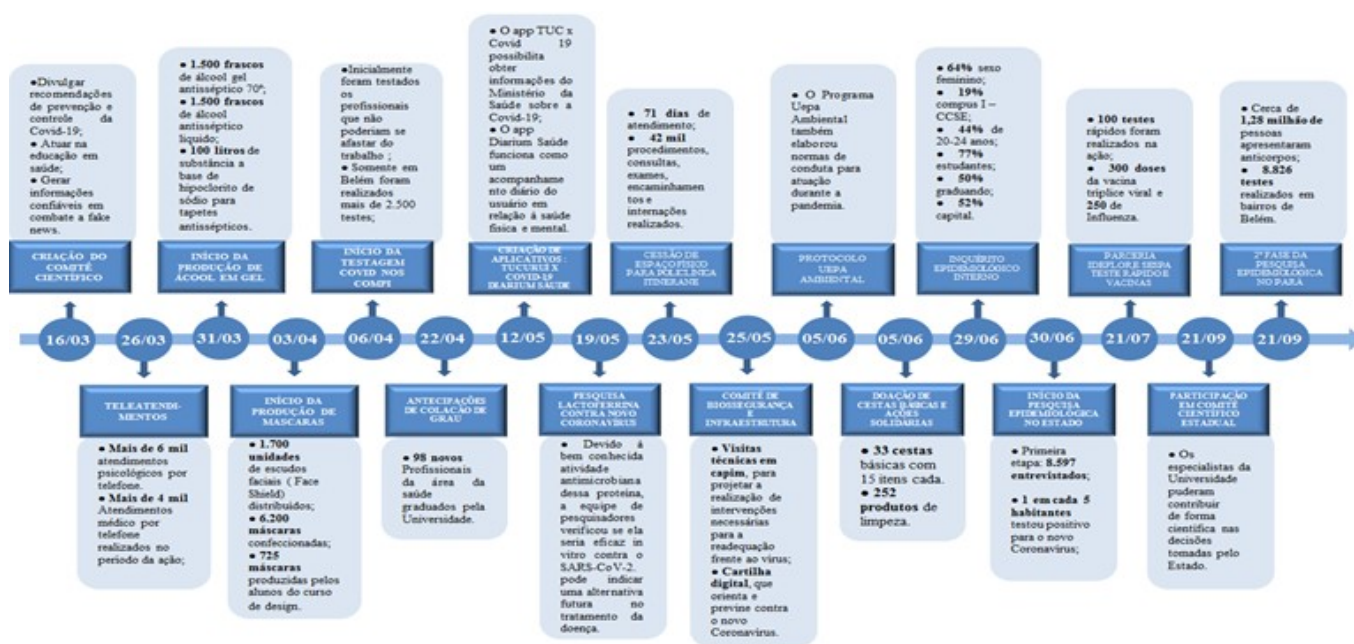 ●Divulgar
recomendações
de prevenção e
controle da
Covid-19;
● Atuar na
educação em
saúde;
● Gerar
informações
confiáveis em
combate a fake
news.
CRIAÇÃO DO
COMITÊ
CIENTÍFICO
16/03
● 1.500 frascos
de álcool gel
antisséptico 70º;
● 1.500 frascos
de álcool
antisséptico
liquido;
● 100 litros de
substância a
base de
hipoclorito de
sódio para
tapetes
antissépticos.
INÍCIO DA
PRODUÇÃO DE
ÁCOOL EM GEL
31/03
●Inicialmente
foram testados
os
profissionais
que não
poderiam se
afastar do
trabalho ;
● Somente em
Belém foram
realizados
mais de 2.500
testes;
INÍCIO DA
TESTAGEM
COVID NOS
COMPI
06/04
● O app TUC x
Covid 19
possibilita
obter
informações do
Ministério da
Saúde sobre a
Covid-19;
● O app
Diarium Saúde
funciona como
um
acompanhame
nto diário do
usuário em
relação á saúde
física e mental.
CRIAÇÃO DE
APLICATIVOS :
TUCURUI X
COVID-19
DIARIUM SAÚDE
12/05
● 71 dias de
atendimento;
● 42 mil
procedimentos,
consultas,
exames,
encaminhamen
tos e
internações
realizados.
CESSÃO DE
ESPAÇO FÍSICO
PARA POLICLÍNICA
ITINERANE
23/05
● O Programa
Uepa
Ambiental
também
elaborou
normas de
conduta para
atuação
durante a
pandemia.
PROTOCOLO
UEPA
AMBIENTAL
05/06
● 64% sexo
feminino;
● 19%
compus I –
CCSE;
● 44% de
20-24 anos;
● 77%
estudantes;
● 50%
graduando;
● 52%
capital.
INQUÉRITO
EPIDEMIOLÓGICO
INTERNO
29/06
● 100 testes
rápidos foram
realizados na
ação;
● 300 doses
da vacina
tríplice viral e
250 de
Influenza.
PARCERIA
IDEFLOR E SESPA
TESTE RÁPIDO E
VACINAS
21/07
● Cerca de
1,28 milhão de
pessoas
apresentaram
anticorpos;
● 8.826
testes
realizados em
bairros de
Belém.
2ª FASE DA
PESQUISA
EPIDEMIOLÓGICA
NO PARÁ
21/09
26/03
TELEATENDI-
MENTOS
● Mais de 6 mil
atendimentos
psicológicos por
telefone.
● Mais de 4 mil
Atendimentos
médico por
telefone
realizados no
período da ação;
03/04
INÍCIO DA
PRODUÇÃO DE
MASCARAS
● 1.700
unidades
de escudos
faciais ( Face
Shield)
distribuídos;
● 6.200
máscaras
confeccionadas;
● 725
máscaras
produzidas pelos
alunos do curso
de design.
22/04
ANTECIPAÇÕES
DE COLAÇÃO DE
GRAU
● 98 novos
Profissionais
da área da
saúde
graduados pela
Universidade.
19/05
PESQUISA
LACTOFERRINA
CONTRA NOVO
CORONAVÍRUS
● Devido á
bem conhecida
atividade
antimicrobiana
dessa proteína,
a equipe de
pesquisadores
verificou se ela
seria eficaz in
vitro contra o
SARS-CoV-2.
pode indicar
uma alternativa
futura no
tratamento da
doença.
25/05
COMITÊ DE
BIOSSEGURANÇA
E
INFRAESTRUTURA
● Visitas
técnicas em
capim, para
projetar a
realização de
intervenções
necessárias
para a
readequação
frente ao vírus;
● Cartilha
digital, que
orienta e
previne contra
o novo
Coronavírus.
05/06
DOAÇÃO DE
CESTAS BÁSICAS E
AÇÕES
SOLIDÁRIAS
● 33 cestas
básicas com
15 itens cada.
● 252
produtos de
limpeza.
30/06
INÍCIO DA
PESQUISA
EPIDEMIOLÓGICA
NO ESTADO
● Primeira
etapa: 8.597
entrevistados;
● 1 em cada 5
habitantes
testou positivo
para o novo
Coronavírus;
21/09
PARTICIPAÇÃO
EM COMITÊ
CIENTÍFICO
ESTADUAL
● Os
especialistas da
Universidade
puderam
contribuir
de forma
científica nas
decisões
tomadas pelo
Estado.